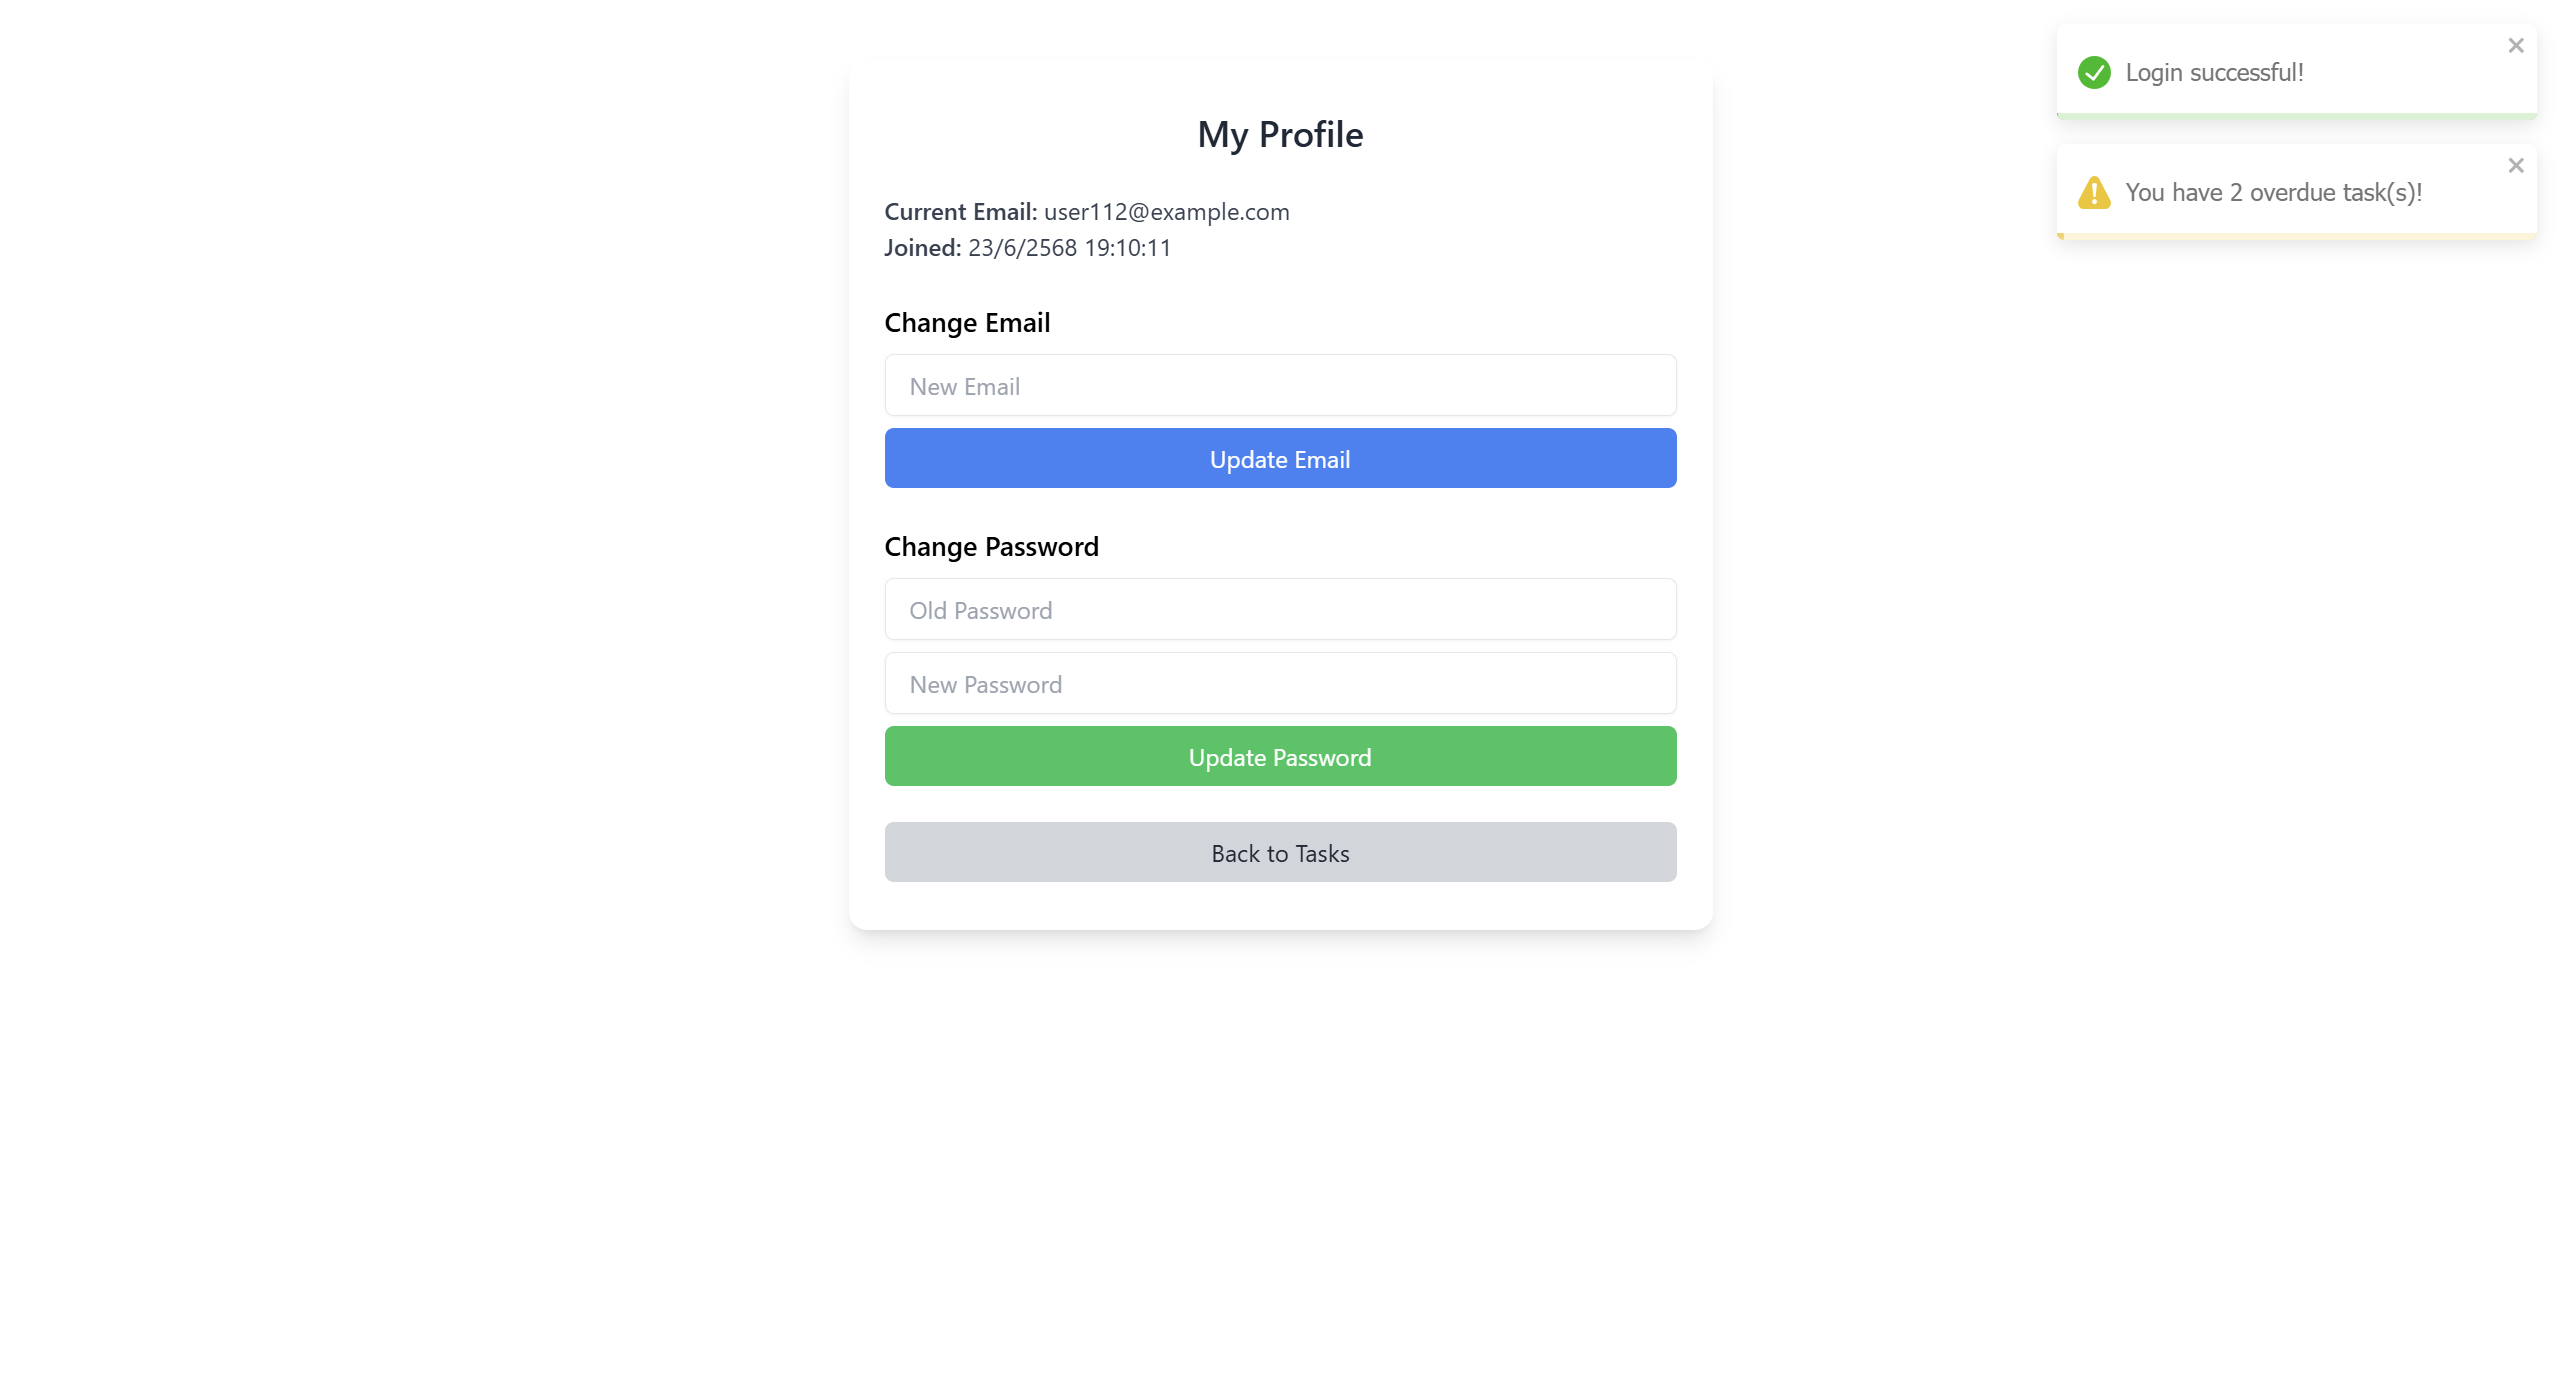 My Profile
Current Email: user112@example.com
Joined: 23/6/2568 19:10:11
Change Email
New Email
Update Email
Change Password
Old Password
New Password
Update Password
Back to Tasks
Login successful!
You have 2 overdue task(s)!